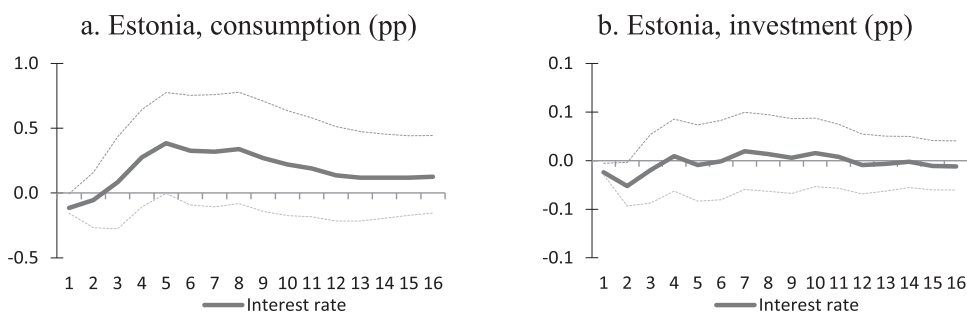 a. Estonia, consumption (pp)
1.0
0.5
0.0
-0.5
1 2 3 4 5 6 7 8 9 10 11 12 13 14 15 16
Interest rate
b. Estonia, investment (pp)
0.1
0.1
0.0
-0.1
-0.1
1 2 3 4 5 6 7 8 9 10 11 12 13 14 15 16
Interest rate